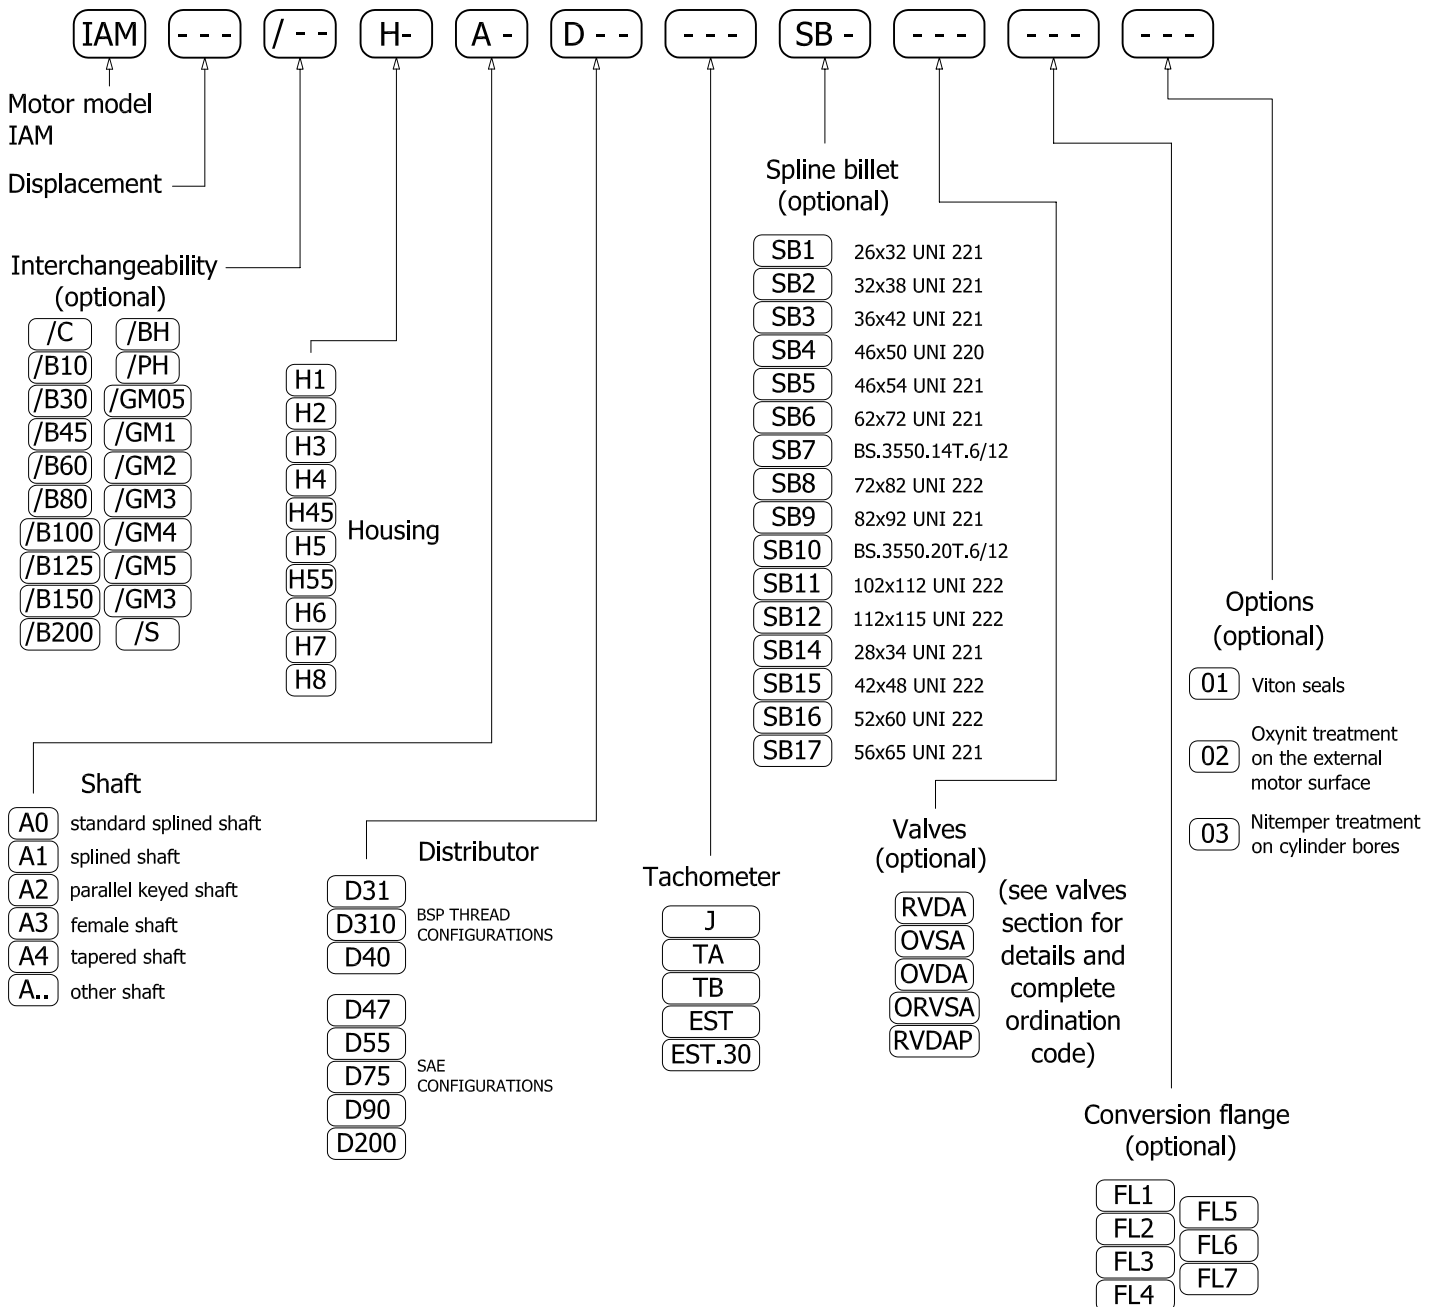 IAM - - - / - - H- A - D - - - - - SB - - - - - - - - - -
Motor model
IAM
Displacement
Interchangeability
(optional)
/C /BH
/B10 /PH
/B30 /GM05
/B45 /GM1
/B60 /GM2
/B80 /GM3
/B100 /GM4
/B125 /GM5
/B150 /GM3
/B200 /S
H1
H2
H3
H4
H45
H5
H55
H6
H7
H8
Housing
Shaft
A0 standard splined shaft
A1 splined shaft
A2 parallel keyed shaft
A3 female shaft
A4 tapered shaft
A.. other shaft
Distributor
D31
D310
D40
BSP THREAD
CONFIGURATIONS
D47
D55
D75
D90
D200
SAE
CONFIGURATIONS
Tachometer
J
TA
TB
EST
EST.30
Spline billet
(optional)
SB1 26x32 UNI 221
SB2 32x38 UNI 221
SB3 36x42 UNI 221
SB4 46x50 UNI 220
SB5 46x54 UNI 221
SB6 62x72 UNI 221
SB7 BS.3550.14T.6/12
SB8 72x82 UNI 222
SB9 82x92 UNI 221
SB10 BS.3550.20T.6/12
SB11 102x112 UNI 222
SB12 112x115 UNI 222
SB14 28x34 UNI 221
SB15 42x48 UNI 222
SB16 52x60 UNI 222
SB17 56x65 UNI 221
Valves
(optional)
RVDA
OVSA
OVDA
ORVSA
RVDAP
(see valves
section for
details and
complete
ordination
code)
Conversion flange
(optional)
FL1
FL2
FL3
FL4
FL5
FL6
FL7
Options
(optional)
01 Viton seals
02 Oxynit treatment
on the external
motor surface
03 Nitemper treatment
on cylinder bores